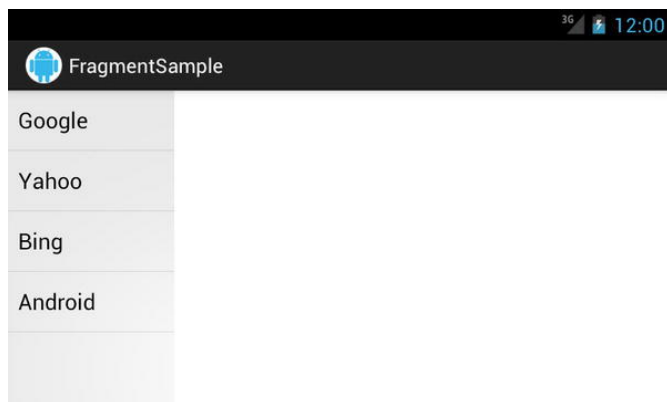 3G 12:00
FragmentSample
Google
Yahoo
Bing
Android